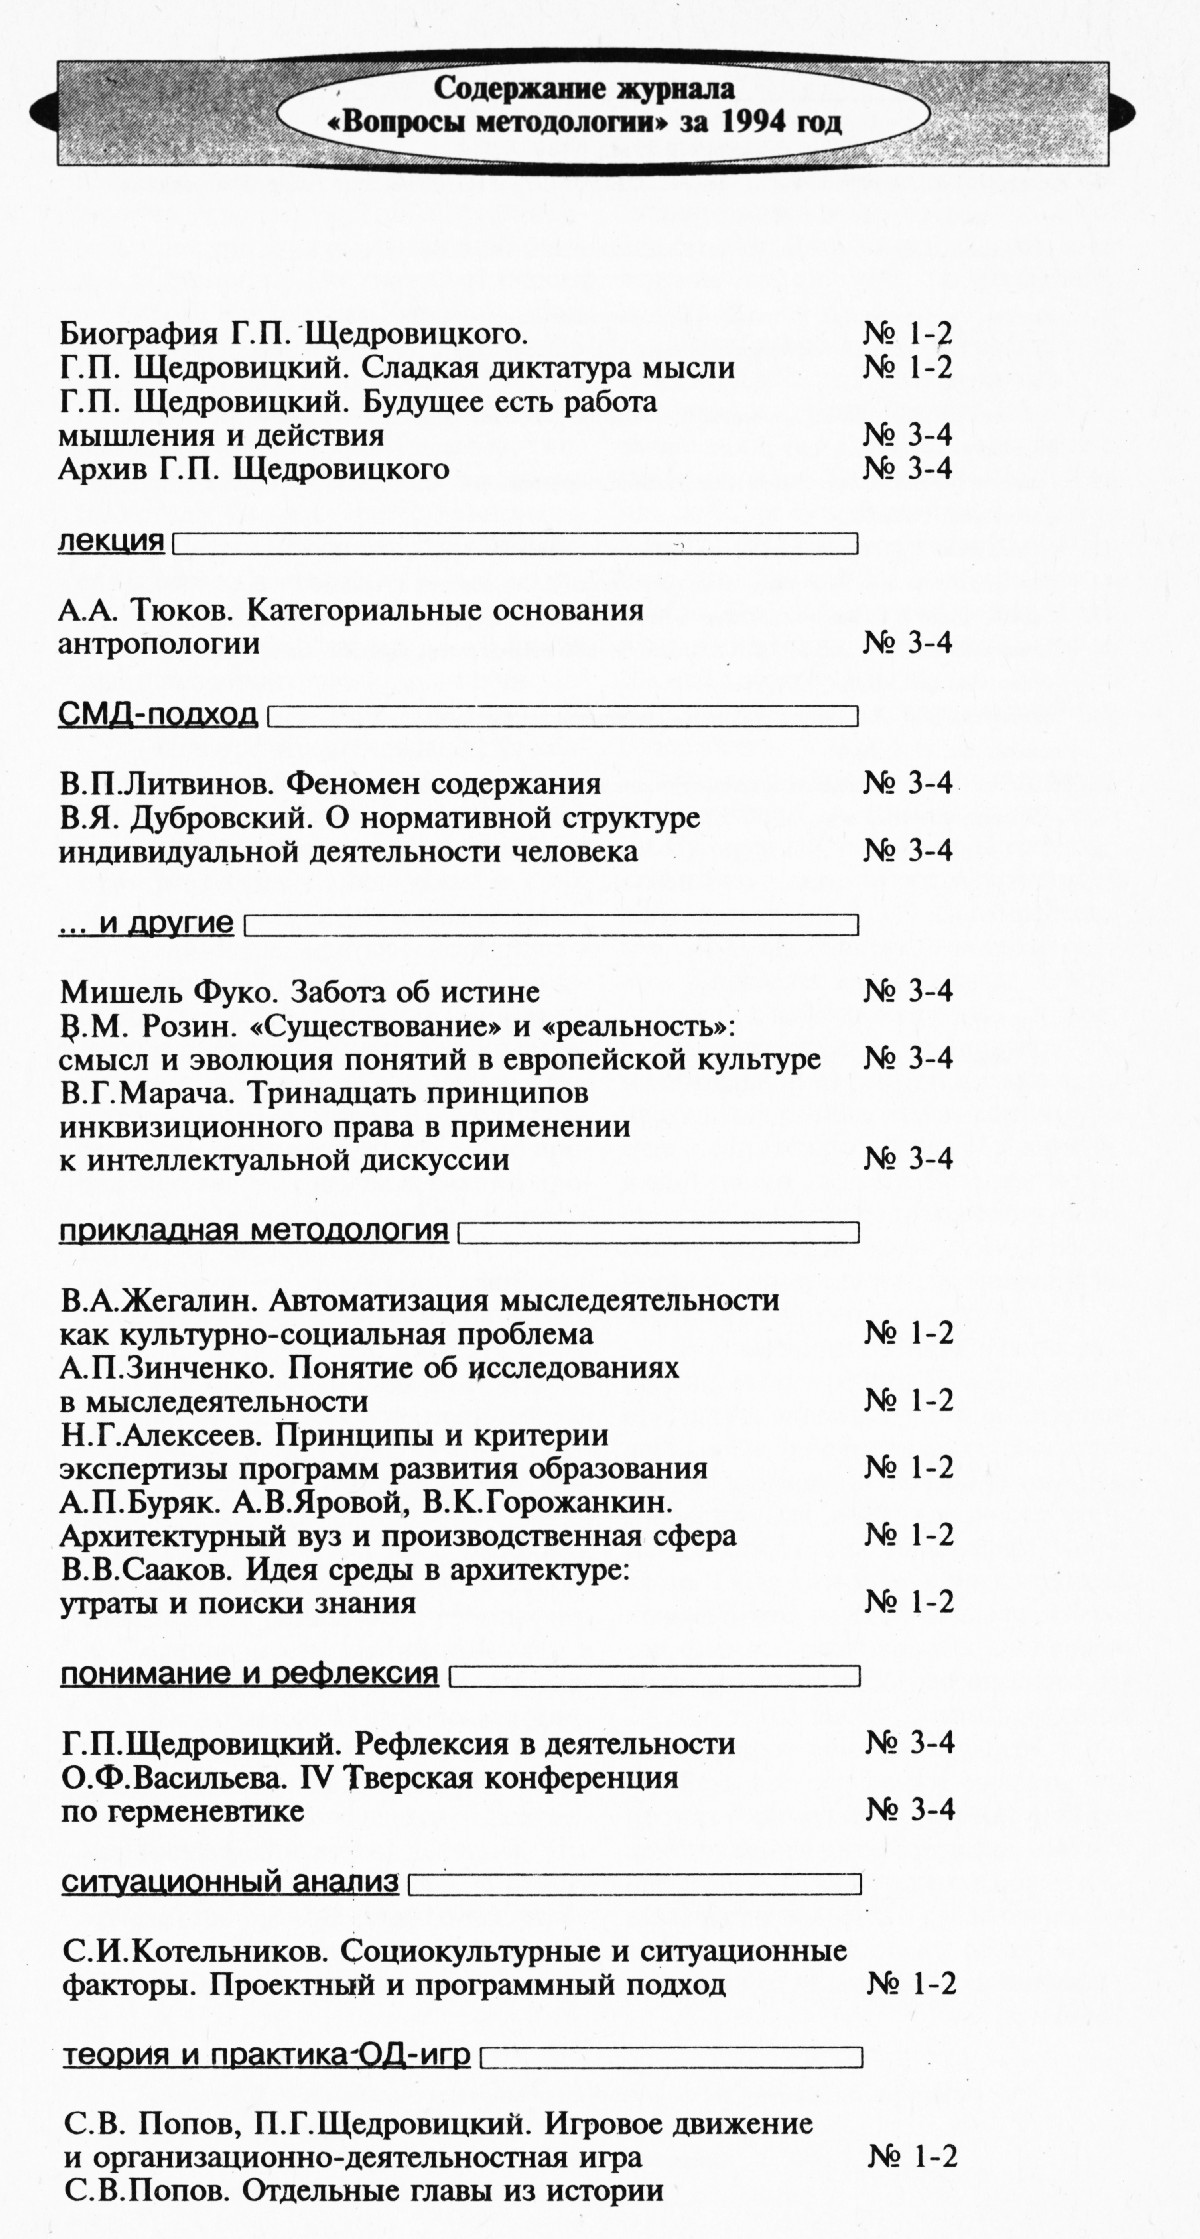 Содержание журнала
«Вопросы методологии» за 1994 год
Биография Г.П. Щедровицкого. № 1-2
Г.П. Щедровицкий. Сладкая диктатура мысли № 1-2
Г.П. Щедровицкий. Будущее есть работа
мышления и действия № 3-4
Архив Г.П. Щедровицкого № 3-4
лекция
А.А. Тюков. Категориальные основания
антропологии № 3-4
СМД-подход
В.П.Литвинов. Феномен содержания № 3-4
В.Я. Дубровский. О нормативной структуре
индивидуальной деятельности человека № 3-4
... и другие
Мишель Фуко. Забота об истине № 3-4
В.М. Розин. «Существование» и «реальность»:
смысл и эволюция понятий в европейской культуре № 3-4
В.Г.Марача. Тринадцать принципов
инквизиционного права в применении
к интеллектуальной дискуссии № 3-4
прикладная методология
В.А.Жегалин. Автоматизация мыследеятельности
как культурно-социальная проблема № 1-2
А.П.Зинченко. Понятие об исследованиях
в мыследеятельности № 1-2
Н.Г.Алексеев. Принципы и критерии
экспертизы программ развития образования № 1-2
А.П.Буряк. А.В.Яровой, В.К.Горожанкин.
Архитектурный вуз и производственная сфера № 1-2
В.В.Сааков. Идея среды в архитектуре:
утраты и поиски знания № 1-2
понимание и рефлексия
Г.П.Щедровицкий. Рефлексия в деятельности № 3-4
О.Ф.Васильева. IV Тверская конференция
по герменевтике № 3-4
ситуационный анализ
С.И.Котельников. Социокультурные и ситуационные
факторы. Проектный и программный подход № 1-2
теория и практика ОД-игр
С.В. Попов, П.Г.Щедровицкий. Игровое движение
и организационно-деятельностная игра № 1-2
С.В.Попов. Отдельные главы из истории